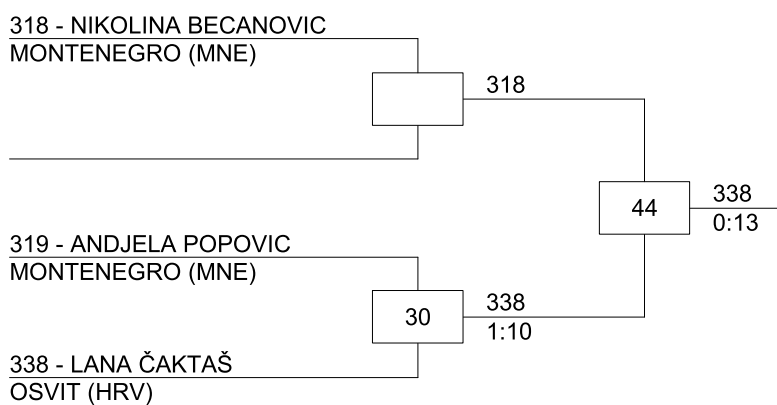 318 - NIKOLINA BECANOVIC
MONTENEGRO (MNE)
318
44
338
0:13
319 - ANDJELA POPOVIC
MONTENEGRO (MNE)
30
338
1:10
338 - LANA ČAKTAŠ
OSVIT (HRV)